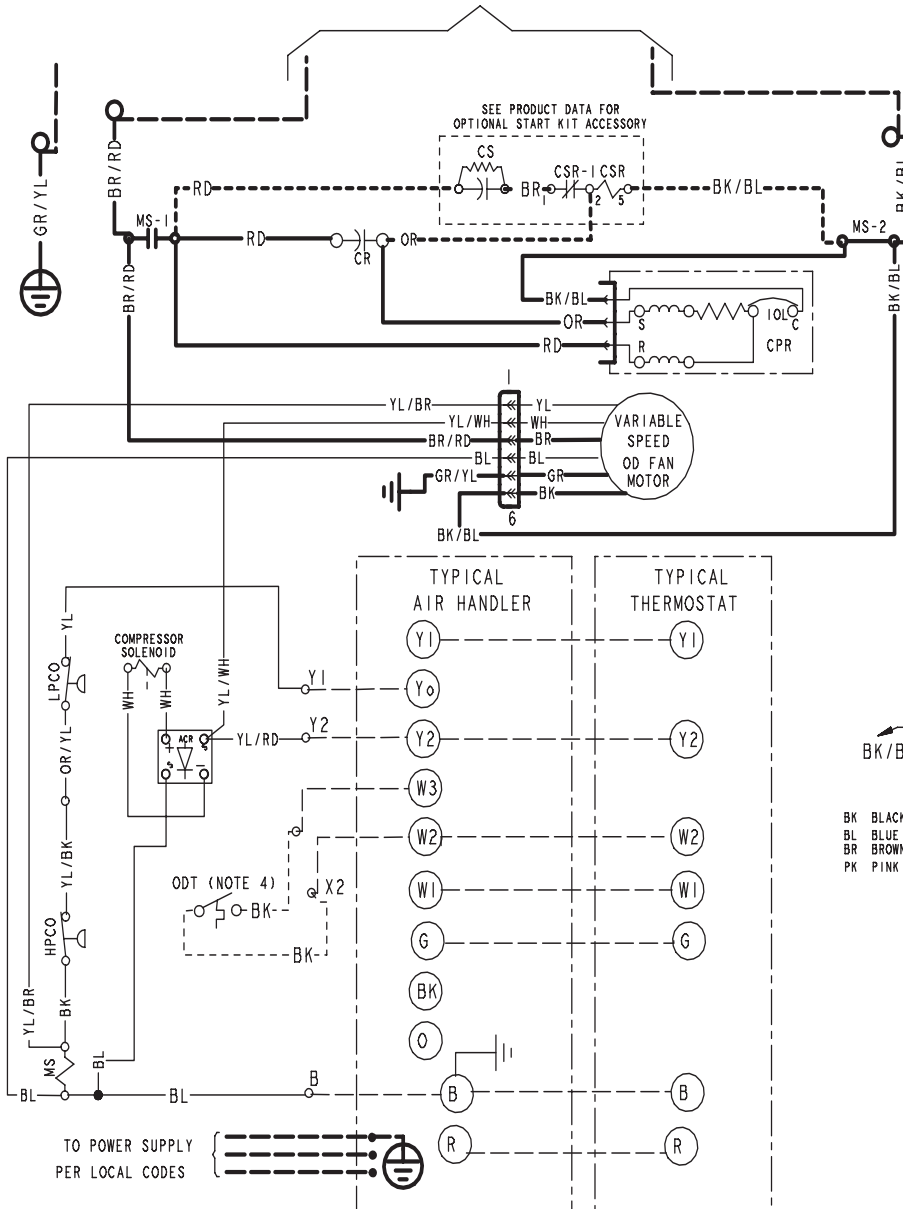 SEE PRODUCT DATA FOR
OPTIONAL START KIT ACCESSORY
CS
CSR-1 CSR
BR/RD
GR/YL
RD
BR
1
2
5
BK/BL
MS-1
RD
CR
OR
MS-2
BR/RD
BK/BL
BK/BL
OR
RD
S
R
IOL
C
CPR
1
YL/BR
YL
YL/WH
WH
BR/RD
BR
BL
BL
GR/YL
GR
BK
6
BK/BL
VARIABLE
SPEED
OD FAN
MOTOR
TYPICAL
AIR HANDLER
TYPICAL
THERMOSTAT
YL
COMPRESSOR
SOLENOID
LPCO
WH
WH
YL/WH
Y1
Y1
Y1
Yo
OR/YL
ACR
YL/RD
Y2
Y2
Y2
W3
W2
W2
YL/BK
ODT (NOTE 4)
X2
BK
BK
W1
W1
HPCO
G
G
BK
YL/BR
BK
O
MS
BL
BL
BL
B
B
B
R
R
TO POWER SUPPLY
PER LOCAL CODES
BK BLACK
BL BLUE
BR BROWN
PK PINK